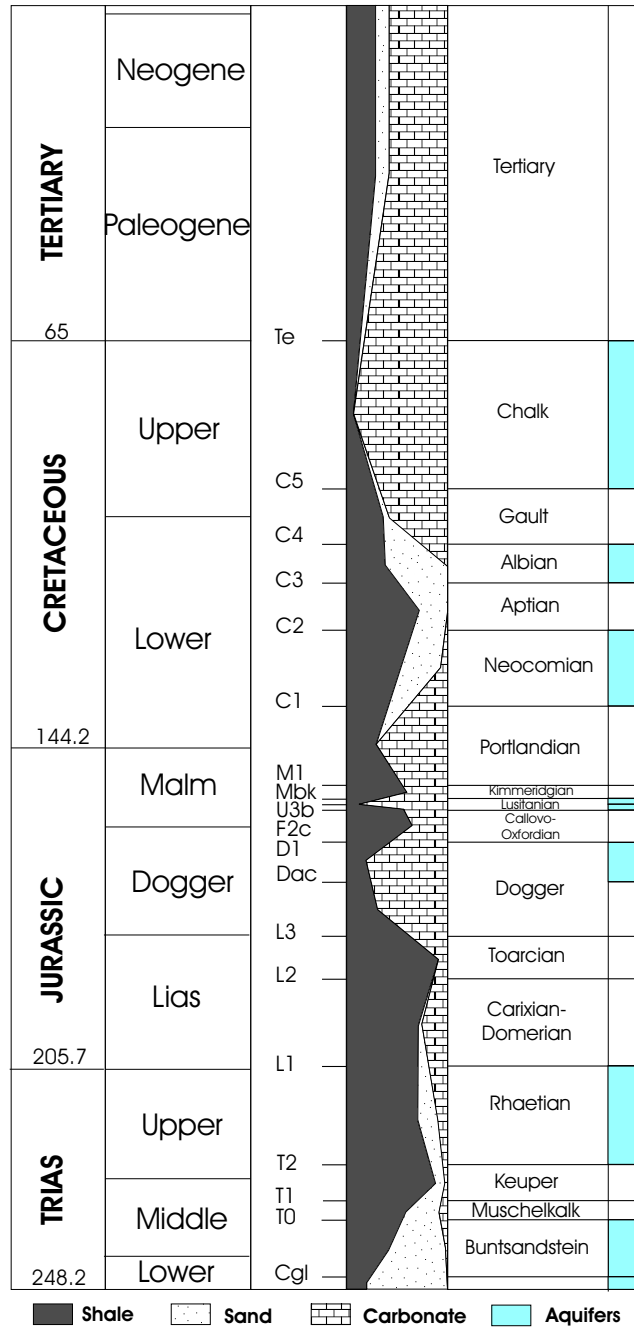 TERTIARY
65
CRETACEOUS
144.2
JURASSIC
205.7
TRIAS
248.2
Neogene
Paleogene
Upper
Lower
Malm
Dogger
Lias
Upper
Middle
Lower
Te
C5
C4
C3
C2
C1
M1
Mbk
U3b
F2c
D1
Dac
L3
L2
L1
T2
T1
T0
Cgl
Tertiary
Chalk
Gault
Albian
Aptian
Neocomian
Portlandian
Kimmeridgian
Lusitanian
Callovo-
Oxfordian
Dogger
Toarcian
Carixian-
Domerian
Rhaetian
Keuper
Muschelkalk
Buntsandstein
Shale
Sand
Carbonate
Aquifers